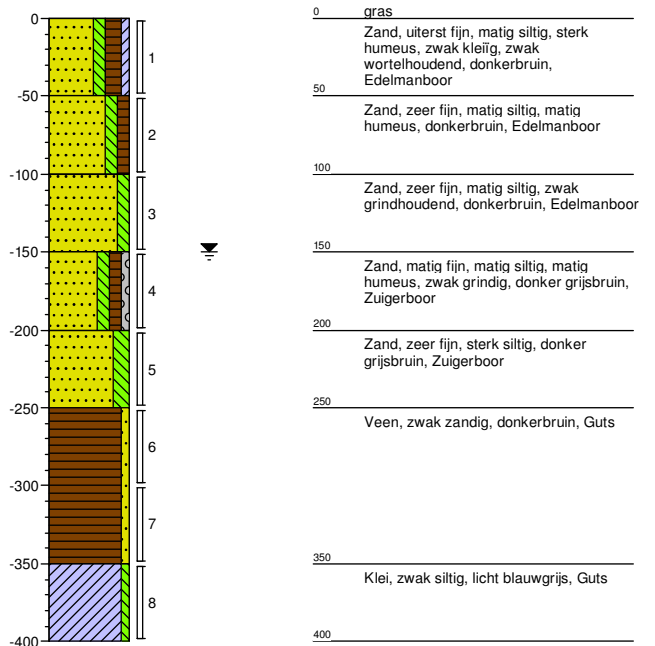 0
-50
-100
-150
-200
-250
-300
-350
-400
1
2
3
4
5
6
7
8
0 gras
Zand, uiterst fijn, matig siltig, sterk
humeus, zwak kleiïg, zwak
wortelhoudend, donkerbruin,
Edelmanboor
50
Zand, zeer fijn, matig siltig, matig
humeus, donkerbruin, Edelmanboor
100
Zand, zeer fijn, matig siltig, zwak
grindhoudend, donkerbruin, Edelmanboor
150
Zand, matig fijn, matig siltig, matig
humeus, zwak grindig, donker grijsbruin,
Zuigerboor
200
Zand, zeer fijn, sterk siltig, donker
grijsbruin, Zuigerboor
250
Veen, zwak zandig, donkerbruin, Guts
350
Klei, zwak siltig, licht blauwgrijs, Guts
400